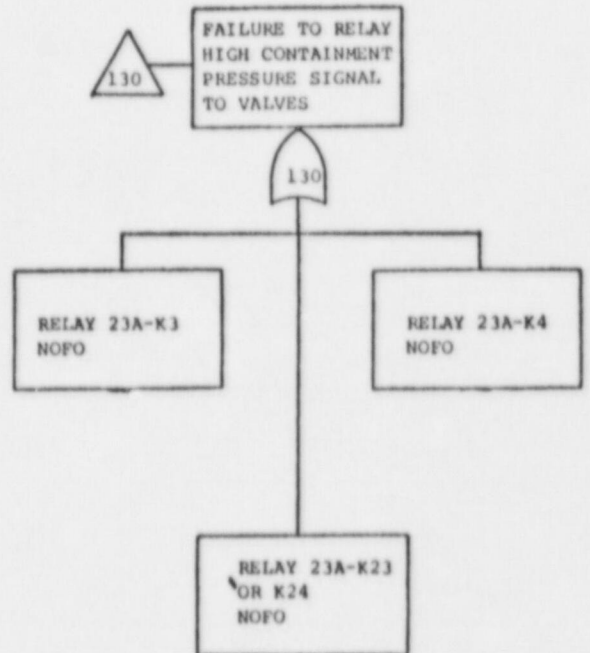 FAILURE TO RELAY
HIGH CONTAINMENT
PRESSURE SIGNAL
TO VALVES
130
130
RELAY 23A-K3
NOFO
RELAY 23A-K4
NOFO
RELAY 23A-K23
OR K24
NOFO